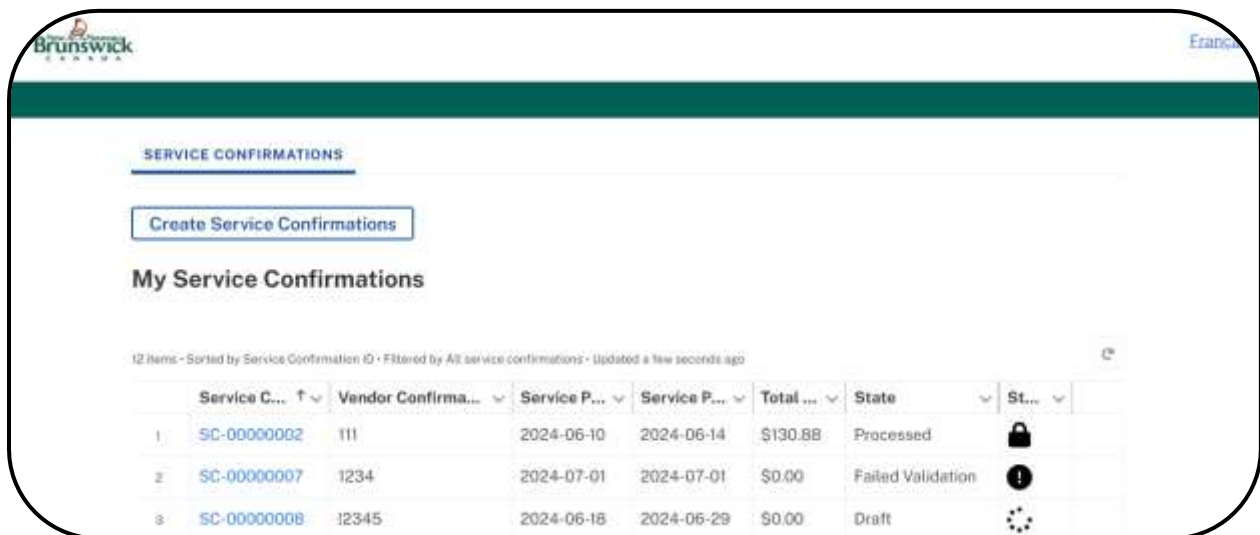 Brunswick
CANADA
Françai
SERVICE CONFIRMATIONS
Create Service Confirmations
My Service Confirmations
12 items • Sorted by Service Confirmation ID • Filtered by All service confirmations • Updated a few seconds ago
Service C... Vendor Confirma... Service P... Service P... Total ... State St...
1 SC-00000002 111 2024-06-10 2024-06-14 $130.88 Processed
2 SC-00000007 1234 2024-07-01 2024-07-01 $0.00 Failed Validation
3 SC-00000008 12345 2024-06-18 2024-06-29 $0.00 Draft